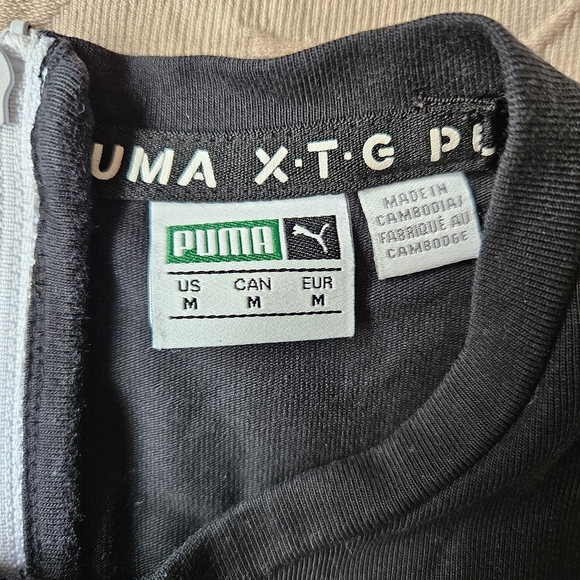 UMA X·T·G PU
PUMA
US CAN EUR
M M M
MADE IN
CAMBODIA/
FABRIQUÉ AU
CAMBODGE